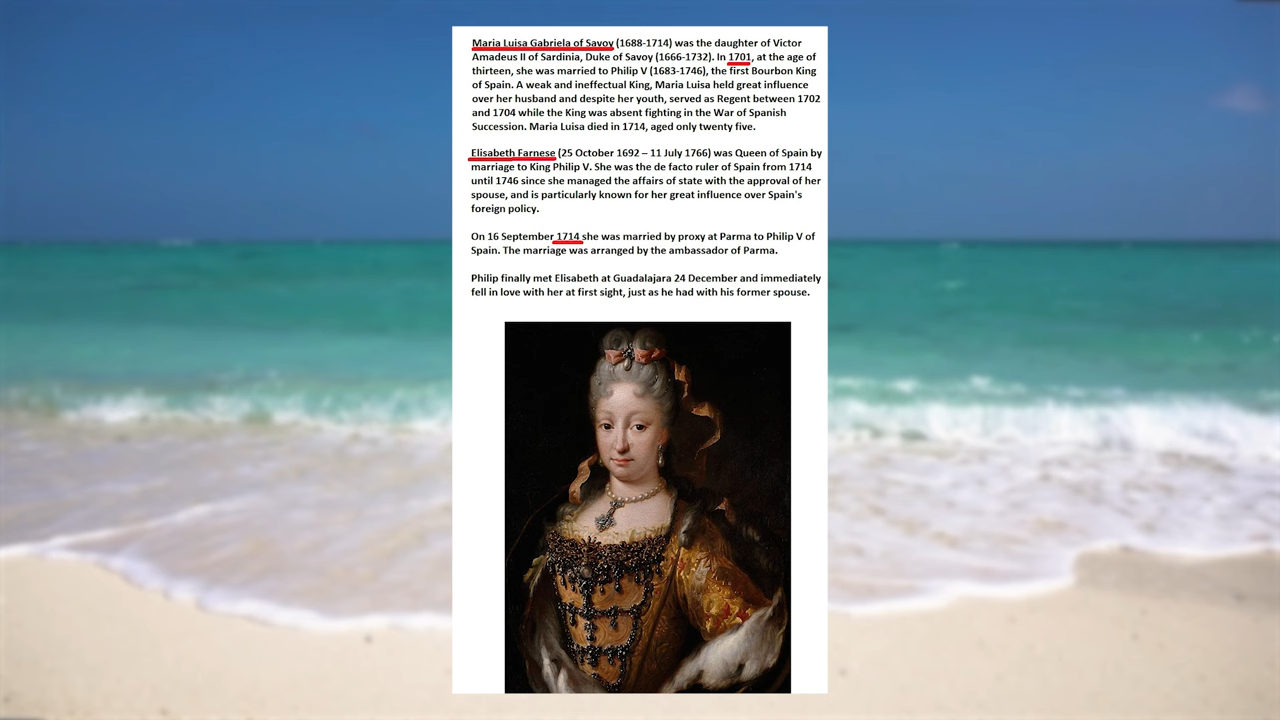 Maria Luisa Gabriela of Savoy (1688-1714) was the daughter of Victor
Amadeus II of Sardinia, Duke of Savoy (1666-1732). In 1701, at the age of
thirteen, she was married to Philip V (1683-1746), the first Bourbon King
of Spain. A weak and ineffectual King, Maria Luisa held great influence
over her husband and despite her youth, served as Regent between 1702
and 1704 while the King was absent fighting in the War of Spanish
Succession. Maria Luisa died in 1714, aged only twenty five.
Elisabeth Farnese (25 October 1692 – 11 July 1766) was Queen of Spain by
marriage to King Philip V. She was the de facto ruler of Spain from 1714
until 1746 since she managed the affairs of state with the approval of her
spouse, and is particularly known for her great influence over Spain's
foreign policy.
On 16 September 1714 she was married by proxy at Parma to Philip V of
Spain. The marriage was arranged by the ambassador of Parma.
Philip finally met Elisabeth at Guadalajara 24 December and immediately
fell in love with her at first sight, just as he had with his former spouse.